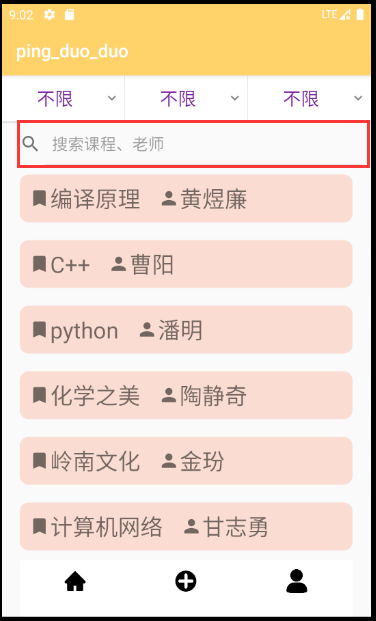 9:02 LTE
ping_duo_duo
不限 不限 不限
搜索课程、老师
编译原理 黄煜廉
C++ 曹阳
python 潘明
化学之美 陶静奇
岭南文化 金玢
计算机网络 甘志勇